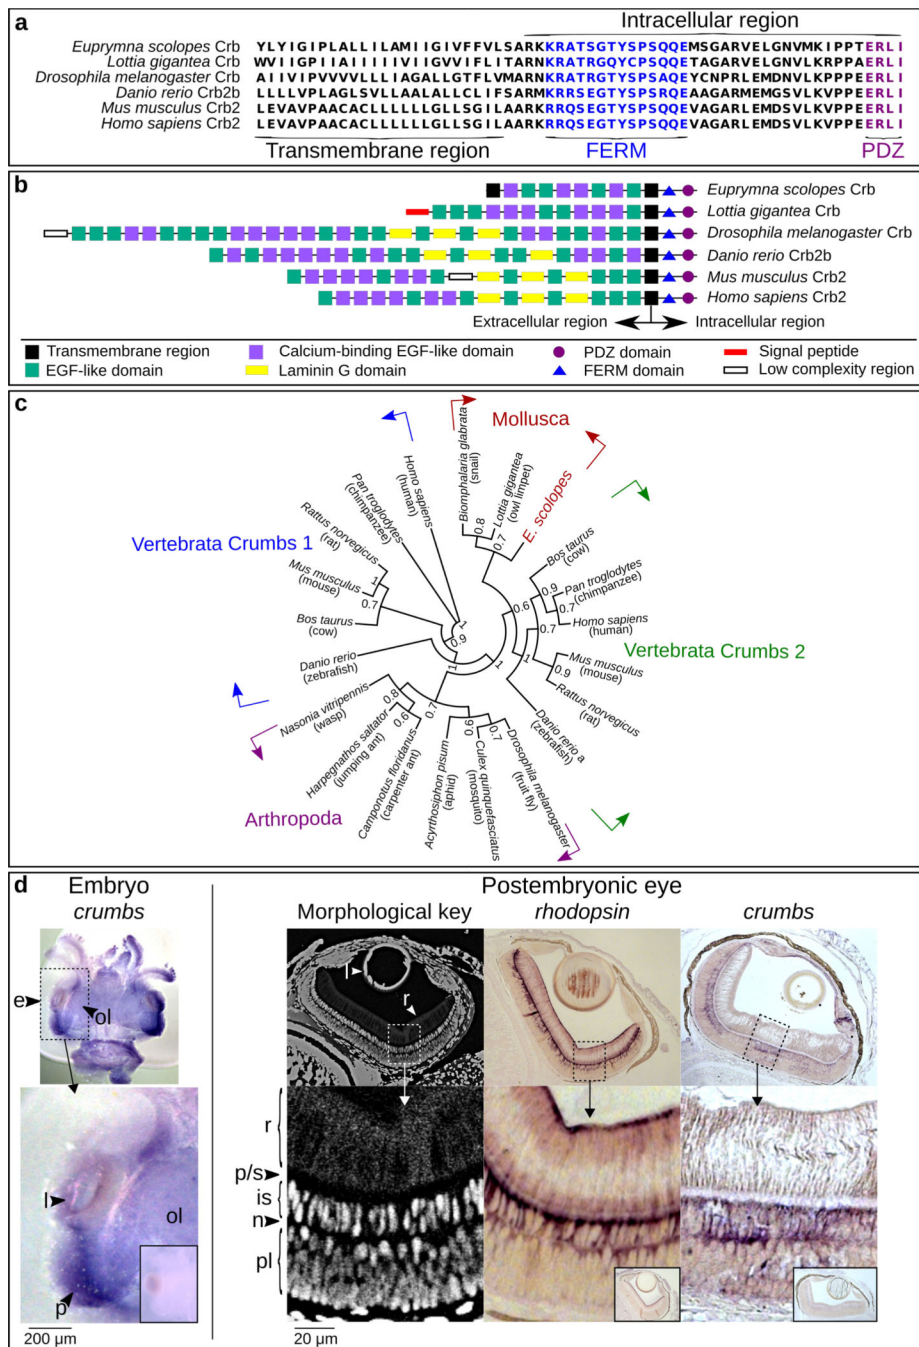 a
Intracellular region
Euprymna scolopes Crb YLYIGIPLALLILAMIIGIVFFVLSARKKRATSGTYSPSQQEMSGARVELGNVMKIPPTERLI
Lottia gigantea Crb WVIIGPIIAIIIIIVIIGVVIFLITARKNKRATRGQYCPSQQETAGARVLGNVLKRPPAERLI
Drosophila melanogaster Crb AIIVIPVVVVLLLIAGALLGTFLVMARNKRATRGTYSPSAQEYCNPRLEMDNVLKPPPEERLI
Danio rerio Crb2b LLLLVPLAGLSVLLAALALLCLIFSARMKRRSEGTYSPSQQEAAGARMEMGSVLKVPPEERLI
Mus musculus Crb2 LEVAVPAACACLLLLLLLGLLSGILAARKRRQSEGTYSPSQQEVAGARLEMDSVLKVPPEERLI
Homo sapiens Crb2 LEVAVPAACACLLLLLLLGLLSGILAARKRRQSEGTYSPSQQEVAGARLEMDSVLKVPPEERLI
Transmembrane region FERM PDZ
b
Euprymna scolopes Crb
Lottia gigantea Crb
Drosophila melanogaster Crb
Danio rerio Crb2b
Mus musculus Crb2
Homo sapiens Crb2
Extracellular region Intracellular region
Transmembrane region Calcium-binding EGF-like domain PDZ domain Signal peptide
EGF-like domain Laminin G domain FERM domain Low complexity region
c
Mollusca
Biomphalaria glabrata
(snail)
Lottia gigantea
(owl limpet)
E. scolopes
0.8
0.7
Vertebrata Crumbs 1
Homo sapiens
(human)
Pan troglodytes
(chimpanzee)
Rattus norvegicus
(rat)
Mus musculus
(mouse)
Bos taurus
(cow)
Danio rerio
(zebrafish)
1
0.7
1
0.9
1
Vertebrata Crumbs 2
Bos taurus
(cow)
Pan troglodytes
(chimpanzee)
Homo sapiens
(human)
Mus musculus
(mouse)
Rattus norvegicus
(rat)
Danio rerio a
(zebrafish)
0.9
0.7
0.6
0.7
0.9
1
1
Arthropoda
Nasonia vitripennis
(wasp)
Harpegnathos saltator
(jumping ant)
Camponotus floridanus
(carpenter ant)
Acyrthosiphon pisum
(aphid)
Culex quinquefasciatus
(mosquito)
Drosophila melanogaster
(fruit fly)
0.8
0.6
0.7
0.6
0.7
d
Embryo
crumbs
Postembryonic eye
Morphological key rhodopsin crumbs
e
ol
l
r
l
ol
p
r
p/s
is
n
pl
200 µm
20 µm